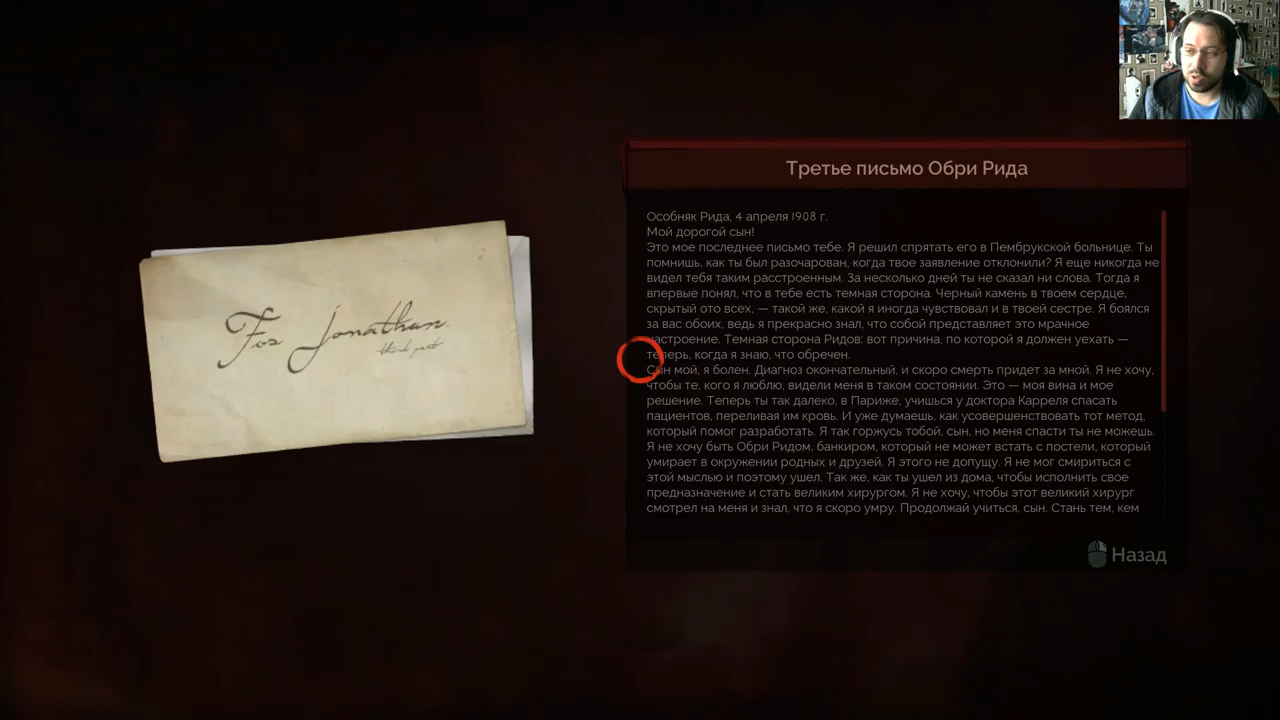 For Jonathan.
third part
Третье письмо Обри Рида
Особняк Рида, 4 апреля 1908 г.
Мой дорогой сын!
Это мое последнее письмо тебе. Я решил спрятать его в Пембрукской больнице. Ты
помнишь, как ты был разочарован, когда твое заявление отклонили? Я еще никогда не
видел тебя таким расстроенным. За несколько дней ты не сказал ни слова. Тогда я
впервые понял, что в тебе есть темная сторона. Черный камень в твоем сердце,
скрытый ото всех, — такой же, какой я иногда чувствовал и в твоей сестре. Я боялся
за вас обоих, ведь я прекрасно знал, что собой представляет это мрачное
настроение. Темная сторона Ридов: вот причина, по которой я должен уехать —
теперь, когда я знаю, что обречен.
Сын мой, я болен. Диагноз окончательный, и скоро смерть придет за мной. Я не хочу,
чтобы те, кого я люблю, видели меня в таком состоянии. Это — моя вина и мое
решение. Теперь ты так далеко, в Париже, учишься у доктора Карреля спасать
пациентов, переливая им кровь. И уже думаешь, как усовершенствовать тот метод,
который помог разработать. Я так горжусь тобой, сын, но меня спасти ты не можешь.
Я не хочу быть Обри Ридом, банкиром, который не может встать с постели, который
умирает в окружении родных и друзей. Я этого не допущу. Я не мог смириться с
этой мыслью и поэтому ушел. Так же, как ты ушел из дома, чтобы исполнить свое
предназначение и стать великим хирургом. Я не хочу, чтобы этот великий хирург
смотрел на меня и знал, что я скоро умру. Продолжай учиться, сын. Стань тем, кем
Назад